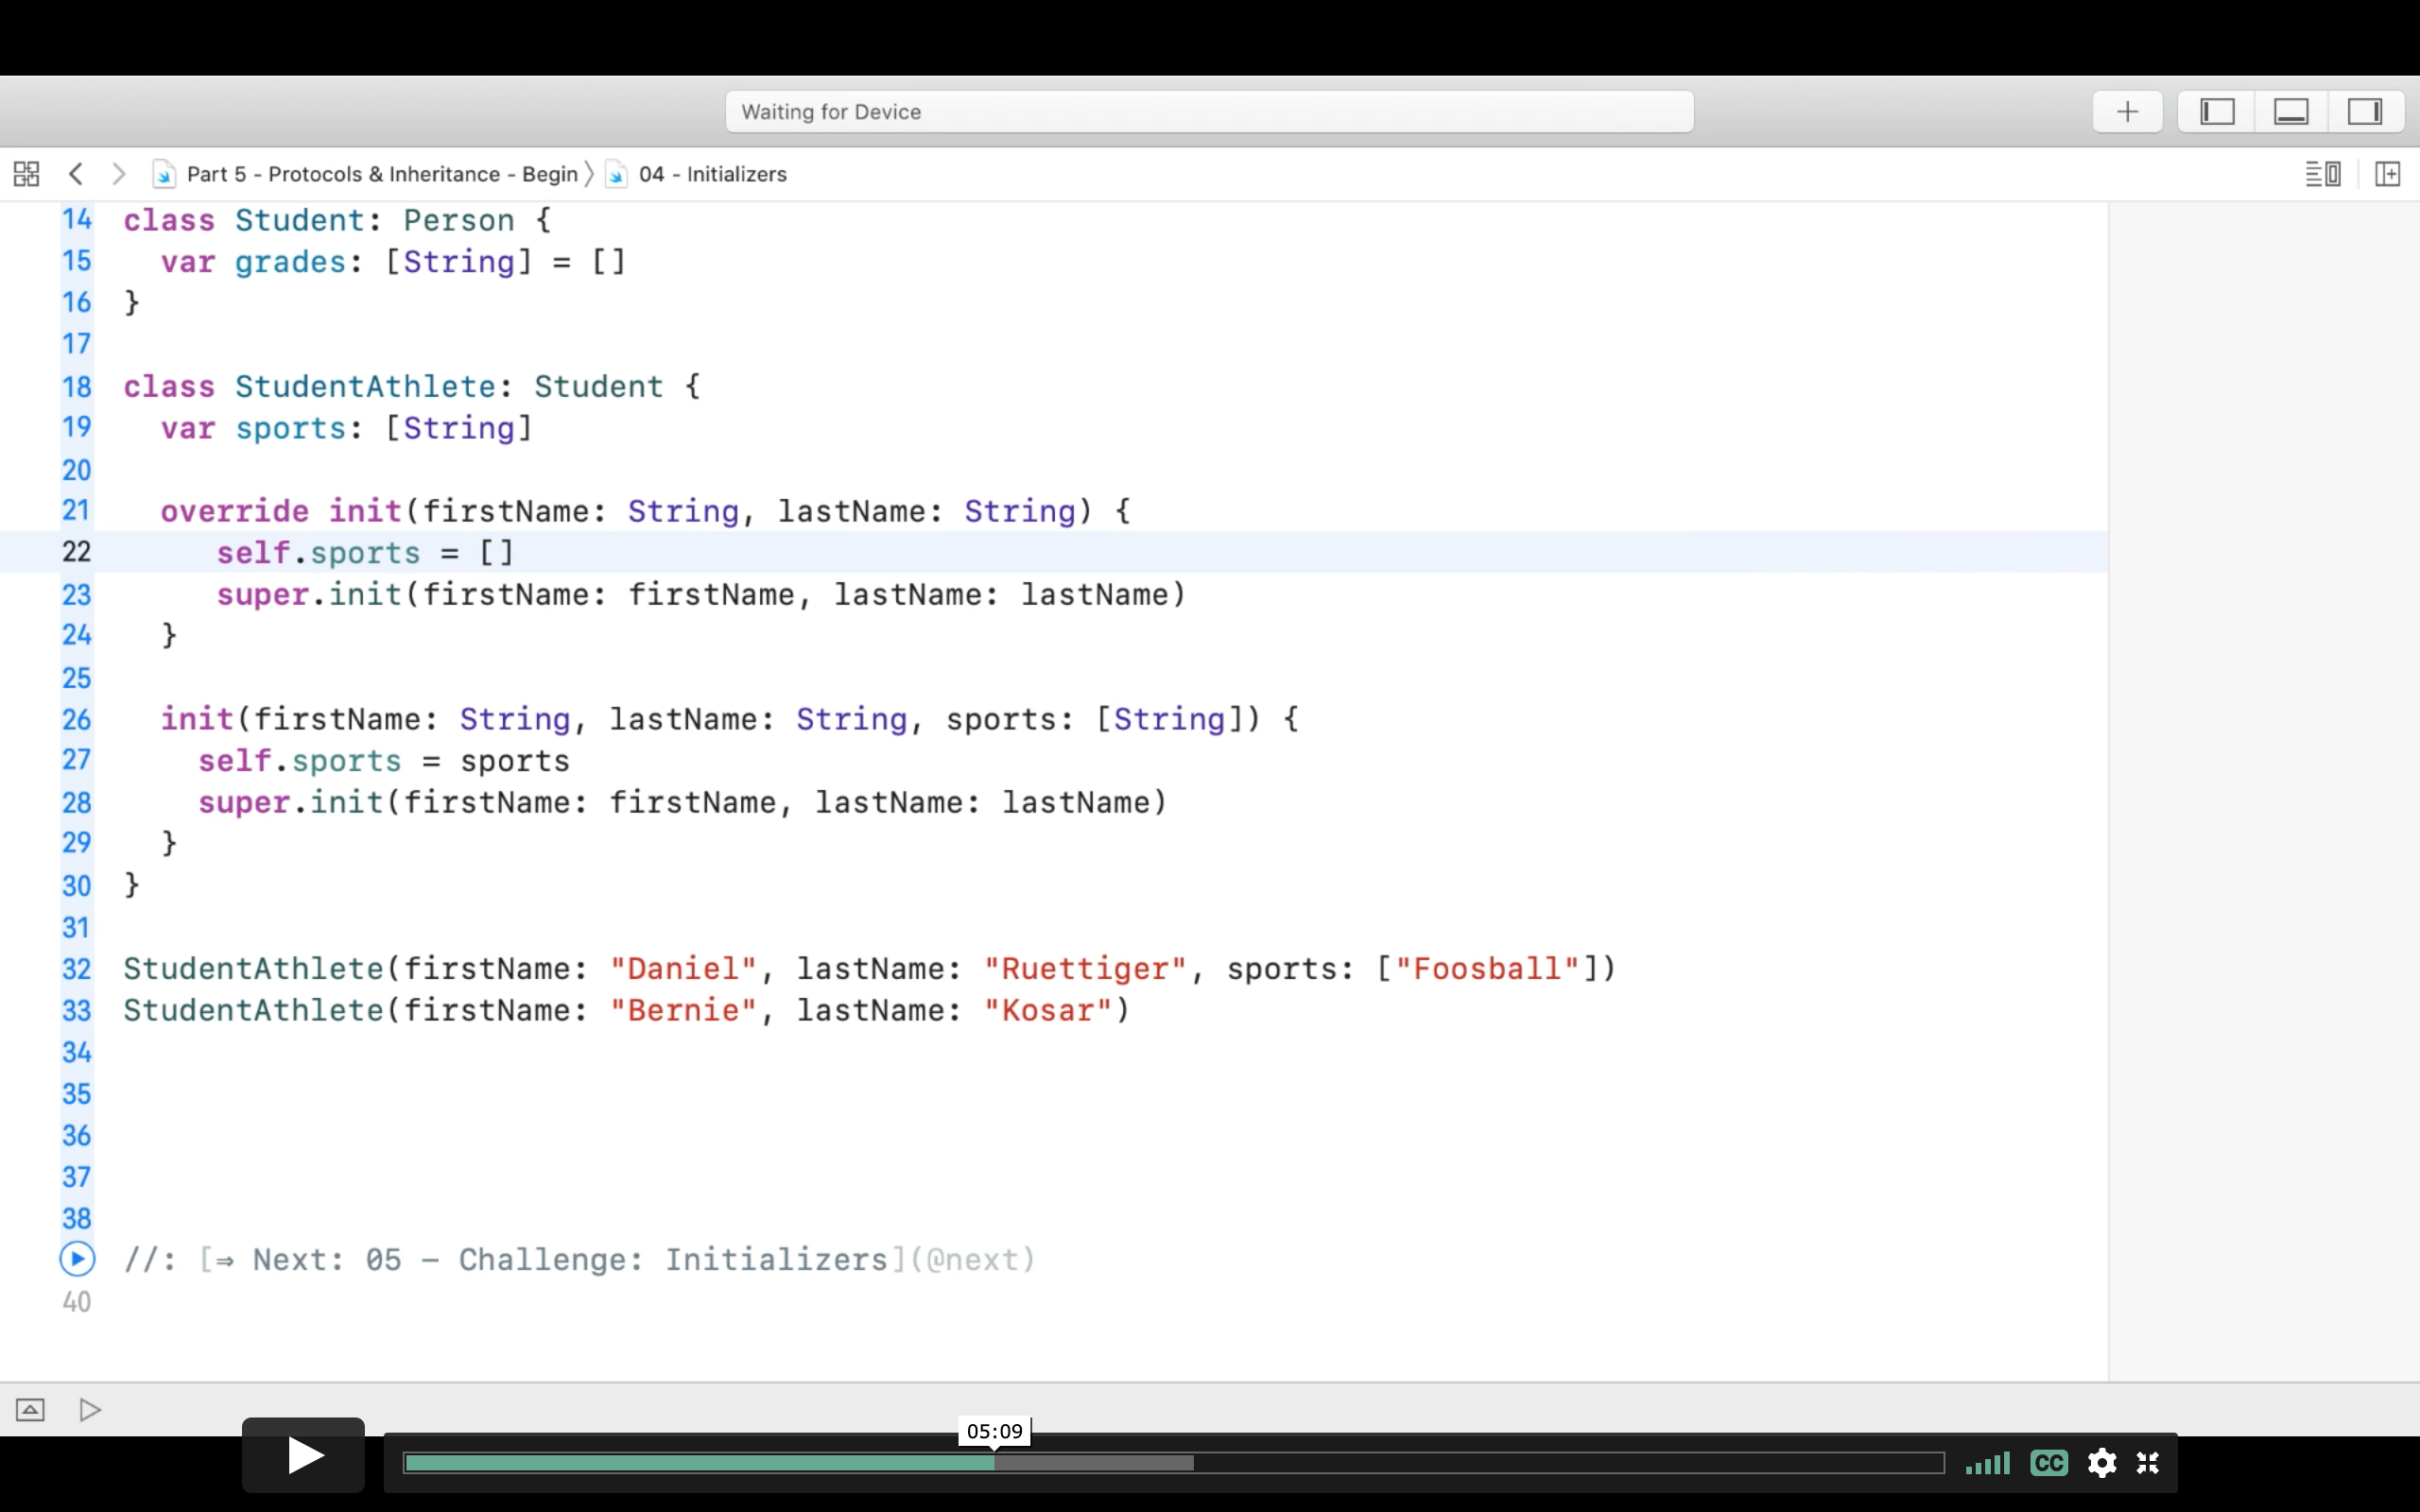 Waiting for Device
Part 5 - Protocols & Inheritance - Begin 〉 04 - Initializers
14 class Student: Person {
15   var grades: [String] = []
16 }
17
18 class StudentAthlete: Student {
19   var sports: [String]
20
21   override init(firstName: String, lastName: String) {
22      self.sports = []
23      super.init(firstName: firstName, lastName: lastName)
24   }
25
26   init(firstName: String, lastName: String, sports: [String]) {
27     self.sports = sports
28     super.init(firstName: firstName, lastName: lastName)
29   }
30 }
31
32 StudentAthlete(firstName: "Daniel", lastName: "Ruettiger", sports: ["Foosball"])
33 StudentAthlete(firstName: "Bernie", lastName: "Kosar")
34
35
36
37
38
//: [⇒ Next: 05 – Challenge: Initializers](@next)
40
05:09
CC